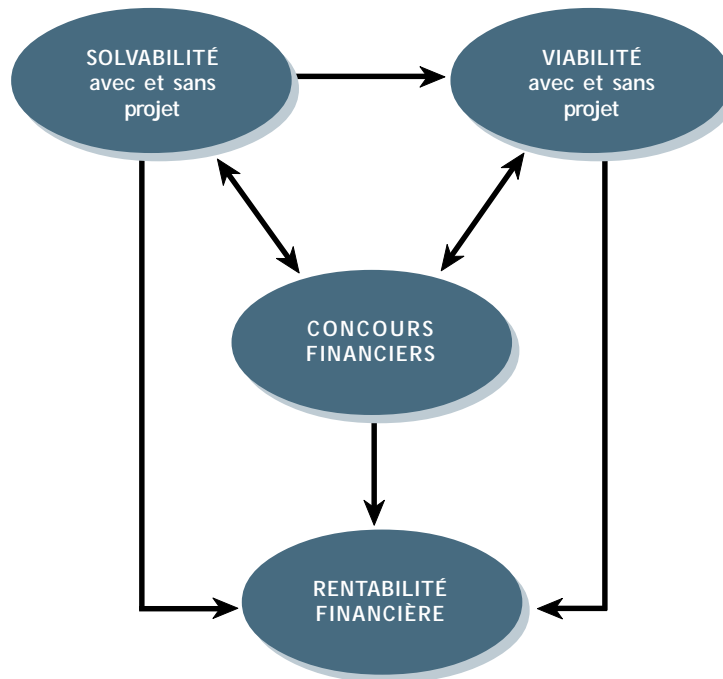 SOLVABILITÉ
avec et sans
projet
VIABILITÉ
avec et sans
projet
CONCOURS
FINANCIERS
RENTABILITÉ
FINANCIÈRE